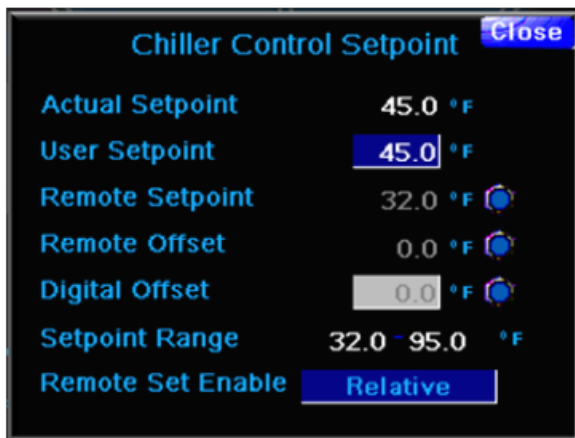 Chiller Control Setpoint Close
Actual Setpoint 45.0 °F
User Setpoint 45.0 °F
Remote Setpoint 32.0 °F
Remote Offset 0.0 °F
Digital Offset 0.0 °F
Setpoint Range 32.0 - 95.0 °F
Remote Set Enable Relative